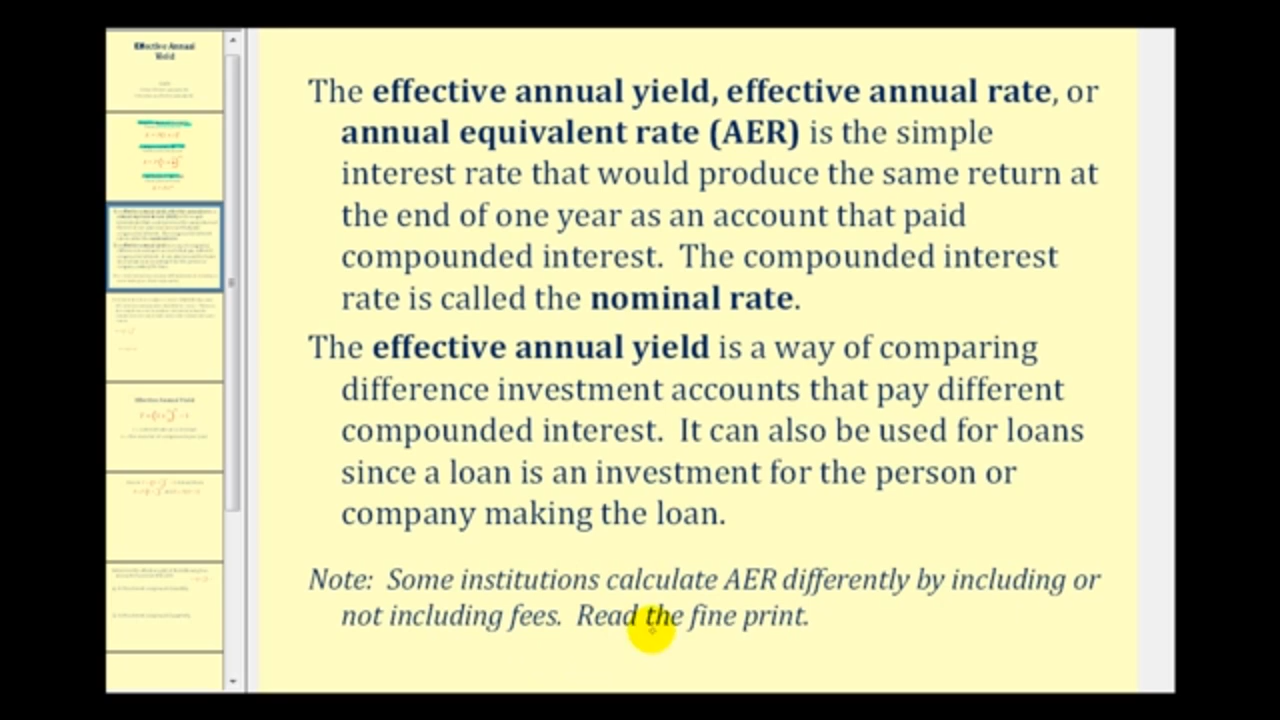 Effective Annual
Yield
The effective annual yield, effective annual rate, or
annual equivalent rate (AER) is the simple
interest rate that would produce the same return at
the end of one year as an account that paid
compounded interest.  The compounded interest
rate is called the nominal rate.
The effective annual yield is a way of comparing
difference investment accounts that pay different
compounded interest.  It can also be used for loans
since a loan is an investment for the person or
company making the loan.
Note:  Some institutions calculate AER differently by including or
not including fees.  Read the fine print.
Effective Annual Yield